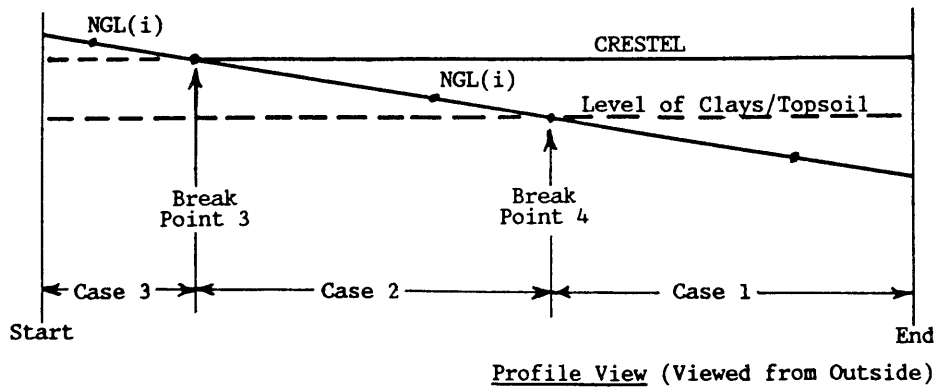 NGL(i)
CRESTEL
NGL(i)
Level of Clays/Topsoil
Break
Point 3
Break
Point 4
Case 3
Case 2
Case 1
Start
End
Profile View (Viewed from Outside)